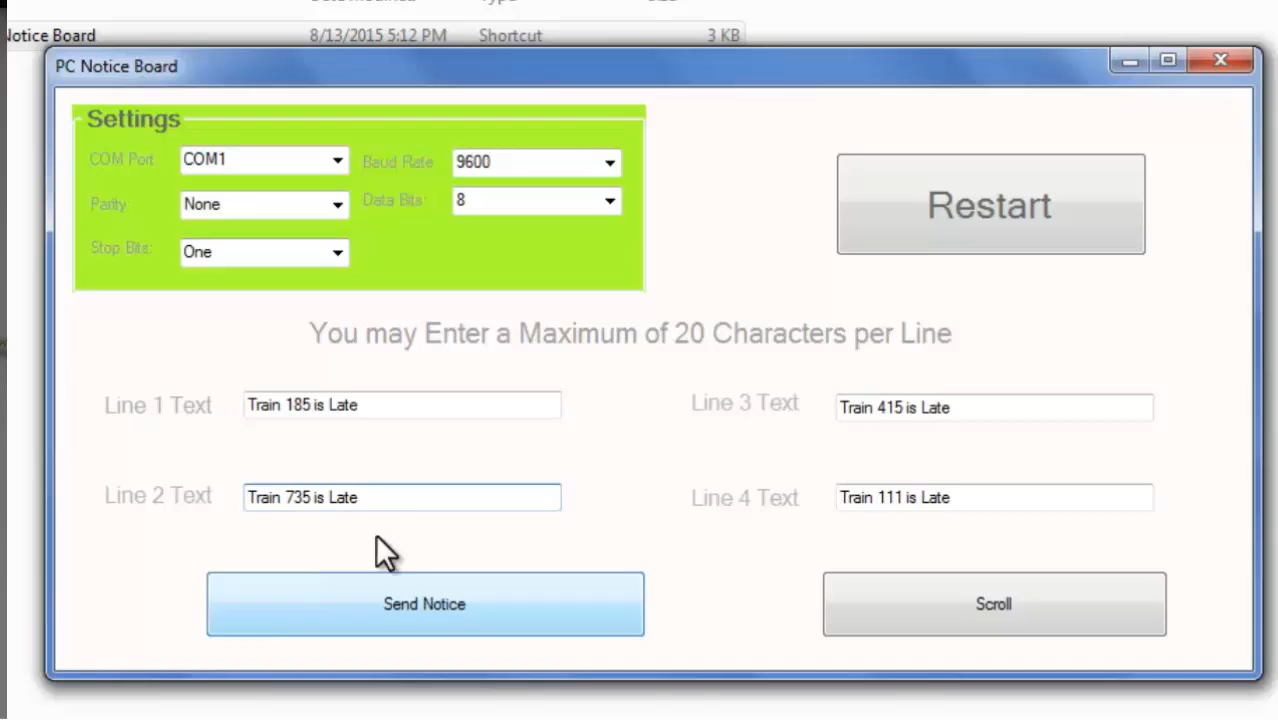 Notice Board 8/13/2015 5:12 PM Shortcut 3 KB
PC Notice Board
Settings
COM Port COM1 Baud Rate 9600
Parity: None Data Bits: 8
Stop Bits: One
Restart
You may Enter a Maximum of 20 Characters per Line
Line 1 Text Train 185 is Late
Line 3 Text Train 415 is Late
Line 2 Text Train 735 is Late
Line 4 Text Train 111 is Late
Send Notice
Scroll